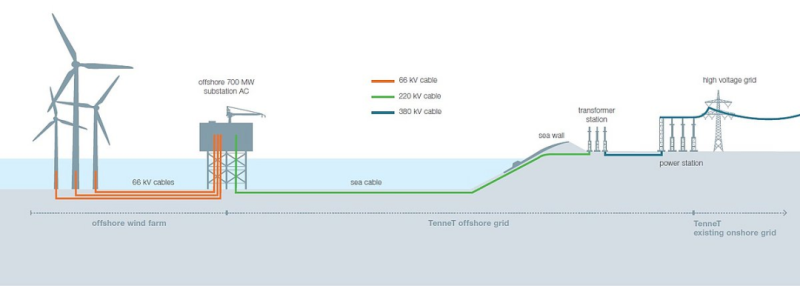 high voltage grid
offshore 700 MW
substation AC
66 kV cable
220 kV cable
380 kV cable
transformer
station
sea wall
power station
66 kV cables
sea cable
offshore wind farm
TenneT offshore grid
TenneT
existing onshore grid